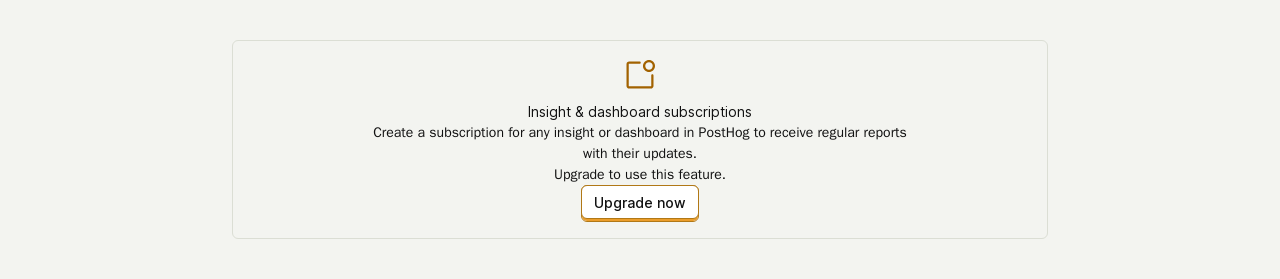 Insight & dashboard subscriptions
Create a subscription for any insight or dashboard in PostHog to receive regular reports
with their updates.
Upgrade to use this feature.
Upgrade now